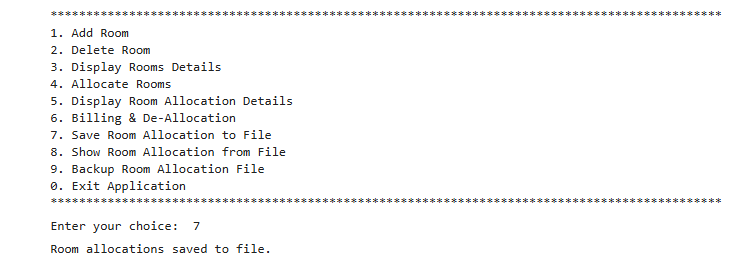 **********************************************************************************************
1. Add Room
2. Delete Room
3. Display Rooms Details
4. Allocate Rooms
5. Display Room Allocation Details
6. Billing & De-Allocation
7. Save Room Allocation to File
8. Show Room Allocation from File
9. Backup Room Allocation File
0. Exit Application
**********************************************************************************************
Enter your choice:  7
Room allocations saved to file.